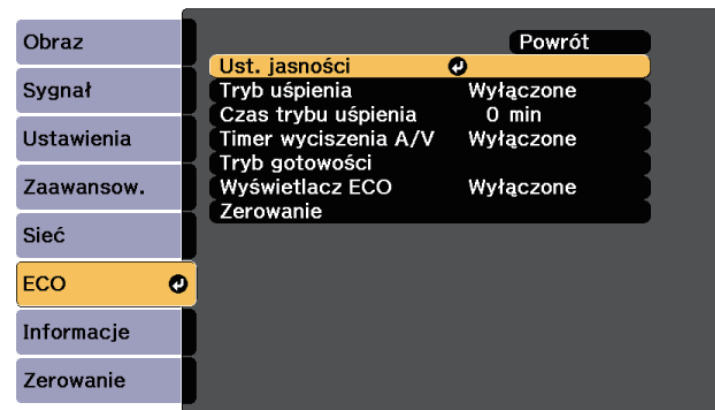 Obraz
Sygnał
Ustawienia
Zaawansow.
Sieć
ECO
Informacje
Zerowanie
Powrót
Ust. jasności
Tryb uśpienia Wyłączone
Czas trybu uśpienia 0 min
Timer wyciszenia A/V Wyłączone
Tryb gotowości
Wyświetlacz ECO Wyłączone
Zerowanie